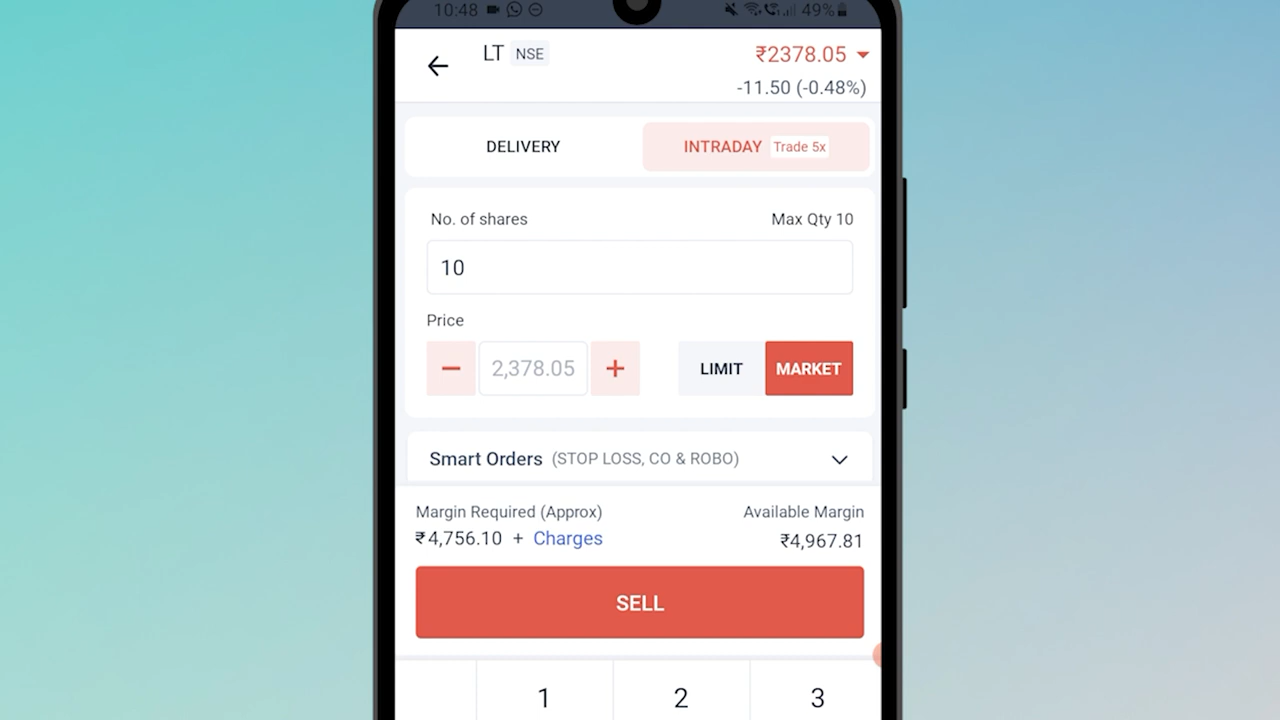 10:48 49%
LT NSE ₹2378.05
-11.50 (-0.48%)
DELIVERY INTRADAY Trade 5x
No. of shares Max Qty 10
10
Price
− 2,378.05 + LIMIT MARKET
Smart Orders (STOP LOSS, CO & ROBO)
Margin Required (Approx) Available Margin
₹4,756.10 + Charges ₹4,967.81
SELL
1 2 3